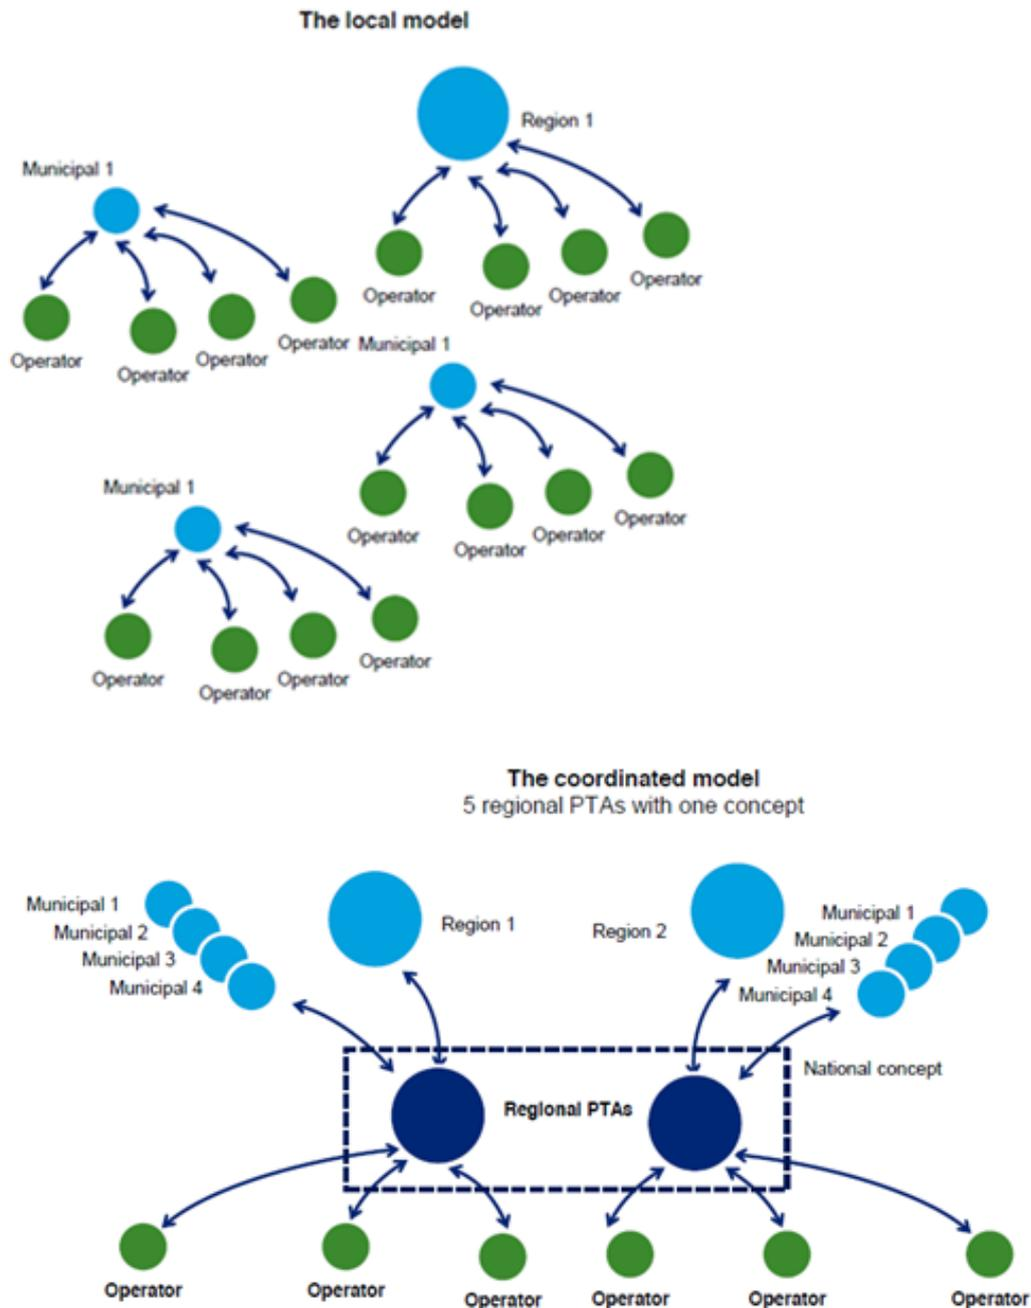 The local model
Region 1
Municipal 1
Operator
Operator
Operator
Operator
Operator
Operator
Operator
Operator
Municipal 1
Operator
Operator
Operator
Operator
Municipal 1
Operator
Operator
Operator
Operator
The coordinated model
5 regional PTAs with one concept
Municipal 1
Municipal 2
Municipal 3
Municipal 4
Region 1
Region 2
Municipal 1
Municipal 2
Municipal 3
Municipal 4
National concept
Regional PTAs
Operator
Operator
Operator
Operator
Operator
Operator